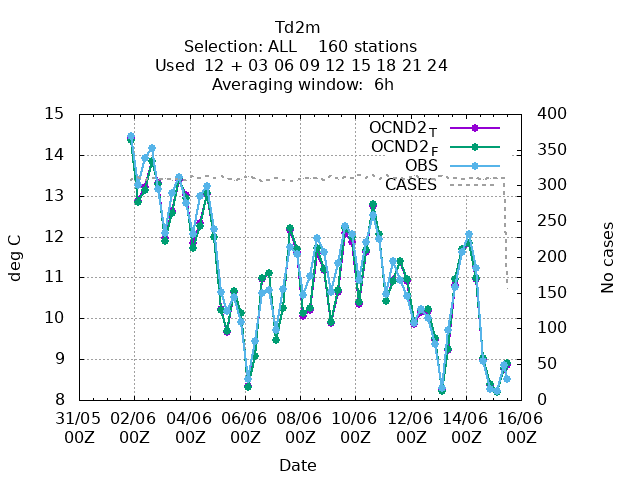 Td2m
Selection: ALL    160 stations
Used  12 + 03 06 09 12 15 18 21 24
Averaging window:  6h
15
14
13
12
11
10
9
8
deg C
400
350
300
250
200
150
100
50
0
No cases
OCND2T
OCND2F
OBS
CASES
31/05 02/06 04/06 06/06 08/06 10/06 12/06 14/06 16/06
00Z 00Z 00Z 00Z 00Z 00Z 00Z 00Z 00Z
Date